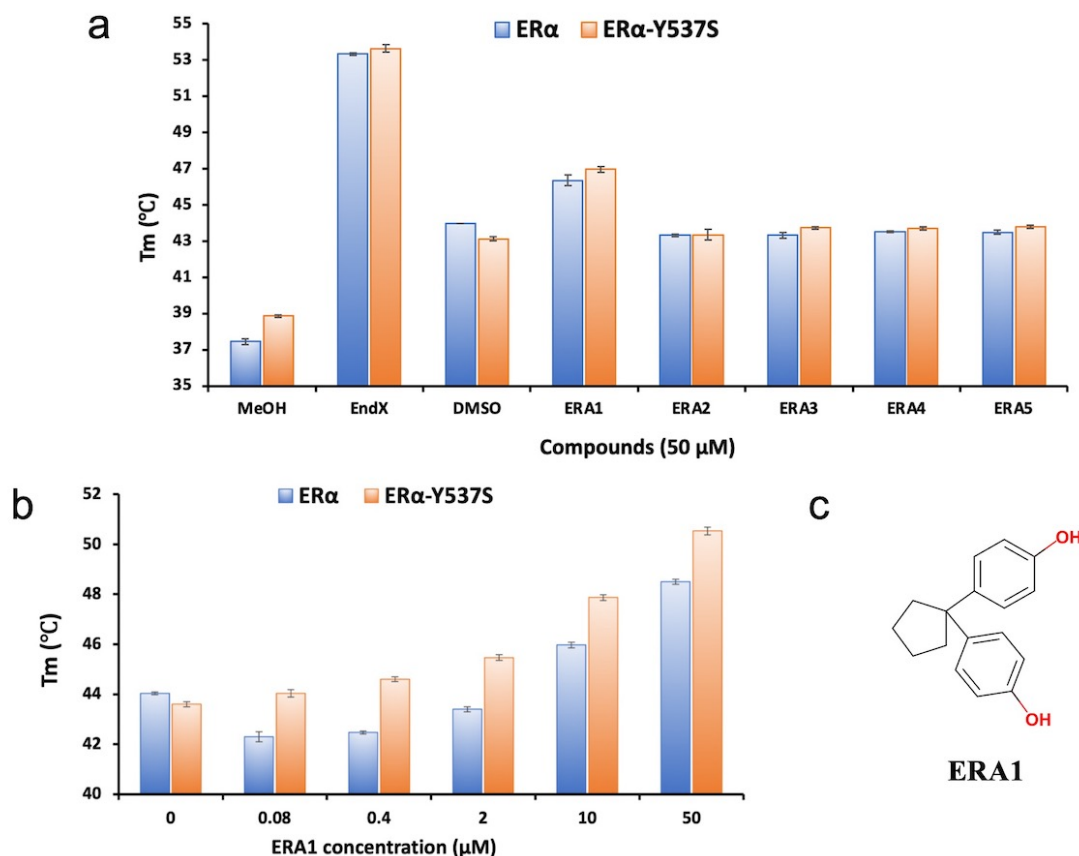 a
ERα ERα-Y537S
Tm (°C)
55
53
51
49
47
45
43
41
39
37
35
MeOH EndX DMSO ERA1 ERA2 ERA3 ERA4 ERA5
Compounds (50 µM)
b
ERα ERα-Y537S
Tm (°C)
52
50
48
46
44
42
40
0 0.08 0.4 2 10 50
ERA1 concentration (µM)
c
OH
OH
ERA1